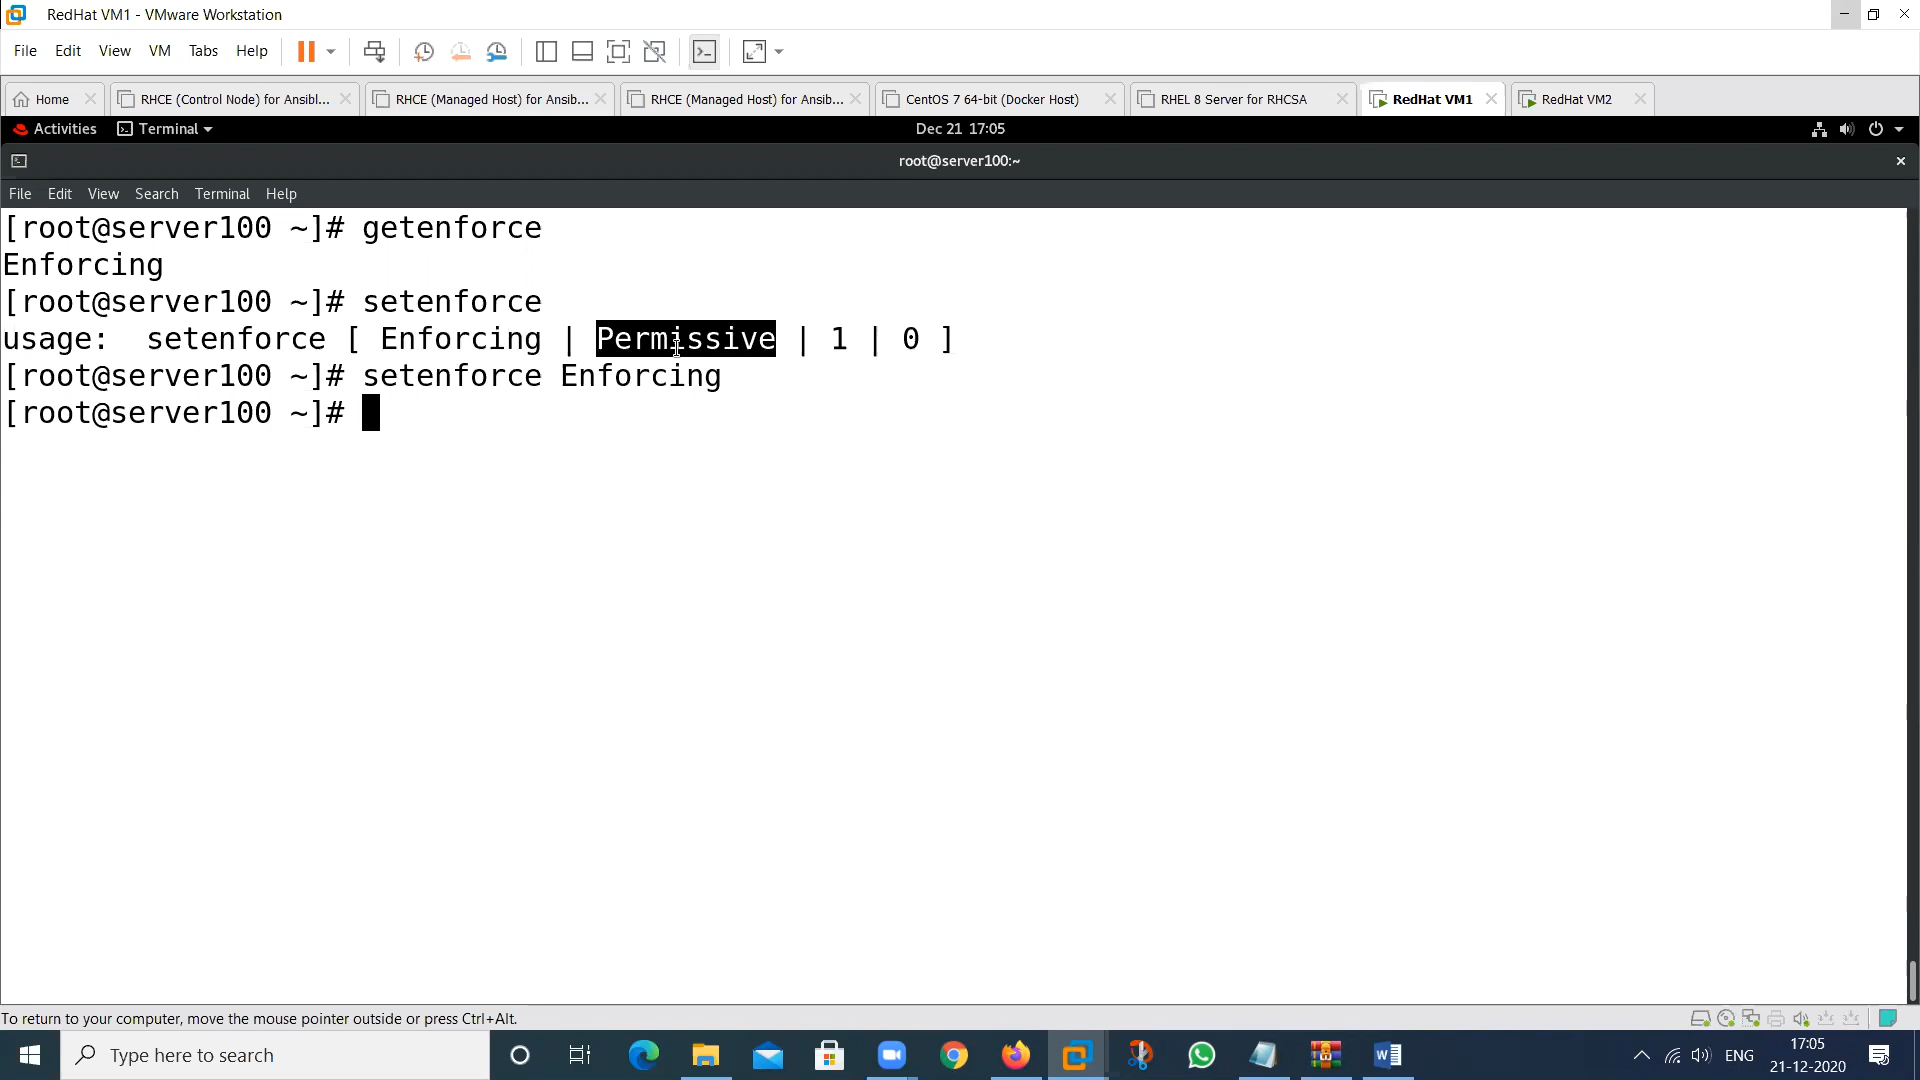 RedHat VM1 - VMware Workstation
File Edit View VM Tabs Help
Home RHCE (Control Node) for Ansibl... RHCE (Managed Host) for Ansib... RHCE (Managed Host) for Ansib... CentOS 7 64-bit (Docker Host) RHEL 8 Server for RHCSA RedHat VM1 RedHat VM2
Activities Terminal Dec 21 17:05
root@server100:~
File Edit View Search Terminal Help
[root@server100 ~]# getenforce
Enforcing
[root@server100 ~]# setenforce
usage:  setenforce [ Enforcing | Permissive | 1 | 0 ]
[root@server100 ~]# setenforce Enforcing
[root@server100 ~]#
To return to your computer, move the mouse pointer outside or press Ctrl+Alt.
Type here to search ENG 17:05
21-12-2020